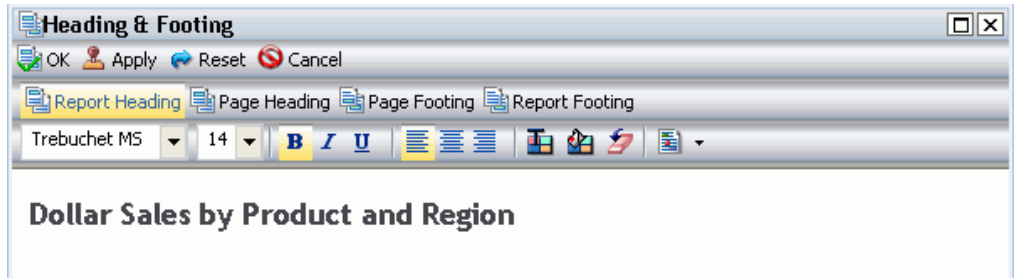 Heading & Footing
OK Apply Reset Cancel
Report Heading Page Heading Page Footing Report Footing
Trebuchet MS 14 B I U
Dollar Sales by Product and Region